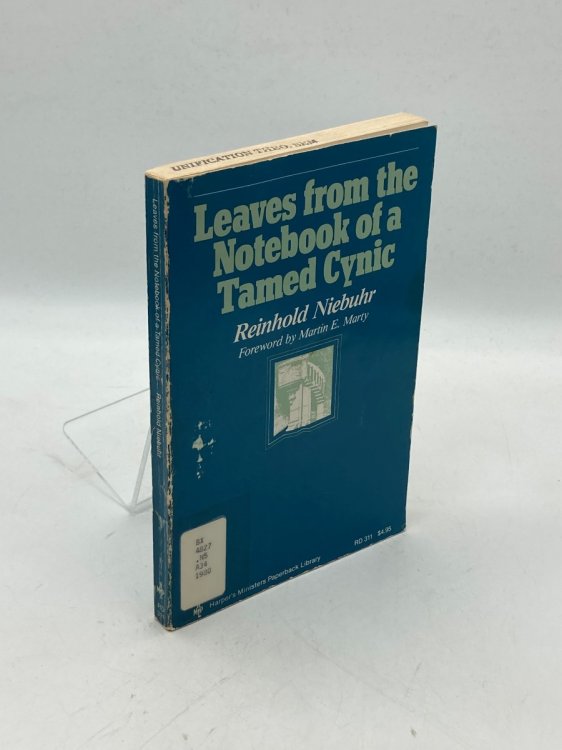 UNIFICATION THEO. SEM
Leaves from the
Notebook of a
Tamed Cynic
Reinhold Niebuhr
Foreword by Martin E. Marty
RD 311 $4.95
Harper's Ministers Paperback Library
Leaves from the Notebook of a Tamed Cynic — Reinhold Niebuhr
BX
4827
.N5
A34
1980